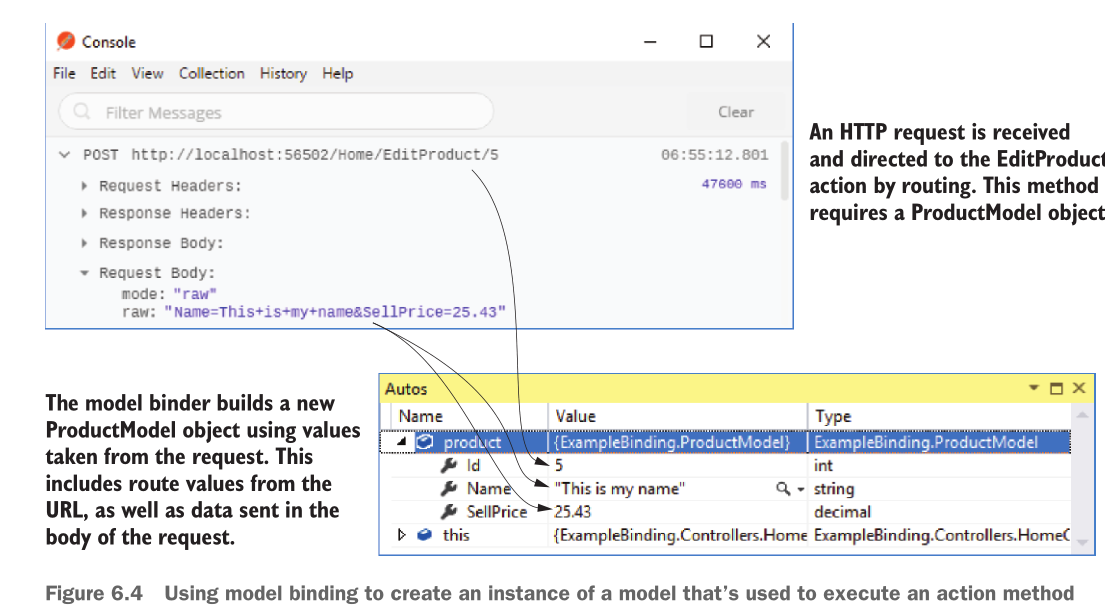 Console
File Edit View Collection History Help
Filter Messages
Clear
POST http://localhost:56502/Home/EditProduct/5 06:55:12.801
Request Headers: 47600 ms
Response Headers:
Response Body:
Request Body:
mode: "raw"
raw: "Name=This+is+my+name&SellPrice=25.43"
An HTTP request is received
and directed to the EditProduct
action by routing. This method
requires a ProductModel object
The model binder builds a new
ProductModel object using values
taken from the request. This
includes route values from the
URL, as well as data sent in the
body of the request.
Autos
Name Value Type
product {ExampleBinding.ProductModel} ExampleBinding.ProductModel
Id 5 int
Name "This is my name" string
SellPrice 25.43 decimal
this {ExampleBinding.Controllers.Home ExampleBinding.Controllers.HomeC
Figure 6.4 Using model binding to create an instance of a model that's used to execute an action method